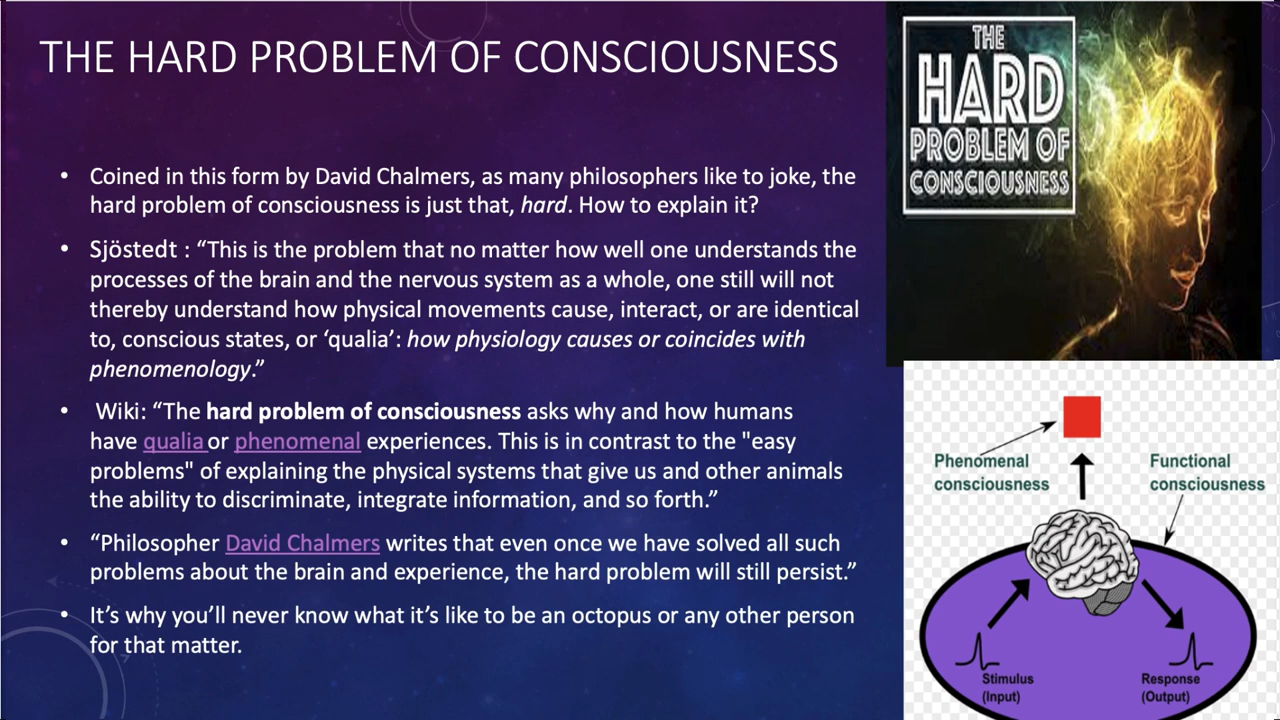 THE HARD PROBLEM OF CONSCIOUSNESS
• Coined in this form by David Chalmers, as many philosophers like to joke, the
hard problem of consciousness is just that, hard. How to explain it?
• Sjöstedt : “This is the problem that no matter how well one understands the
processes of the brain and the nervous system as a whole, one still will not
thereby understand how physical movements cause, interact, or are identical
to, conscious states, or ‘qualia’: how physiology causes or coincides with
phenomenology.”
• Wiki: “The hard problem of consciousness asks why and how humans
have qualia or phenomenal experiences. This is in contrast to the "easy
problems" of explaining the physical systems that give us and other animals
the ability to discriminate, integrate information, and so forth.”
• “Philosopher David Chalmers writes that even once we have solved all such
problems about the brain and experience, the hard problem will still persist.”
• It’s why you’ll never know what it’s like to be an octopus or any other person
for that matter.
THE
HARD
PROBLEM OF
CONSCIOUSNESS
Phenomenal
consciousness
Functional
consciousness
Stimulus
(Input)
Response
(Output)